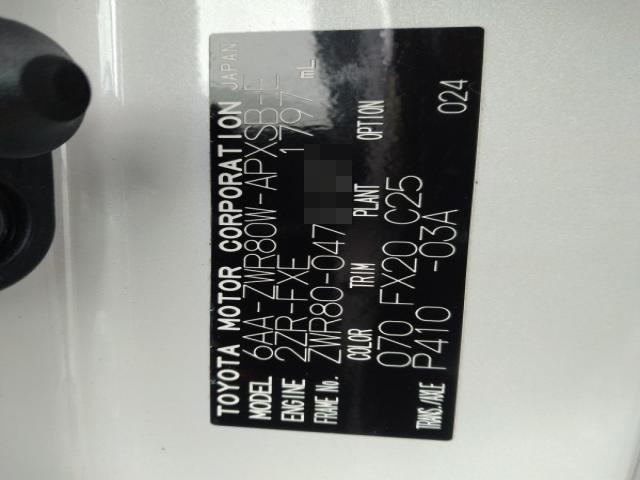 TOYOTA MOTOR CORPORATION JAPAN
MODEL 6AA-ZWR80W-APXSB-E
ENGINE 2ZR-FXE 1797 mL
FRAME No. ZWR80-047
COLOR TRIM PLANT OPTION
070 FX20 C25
TRANS./AXLE P410 -03A 024